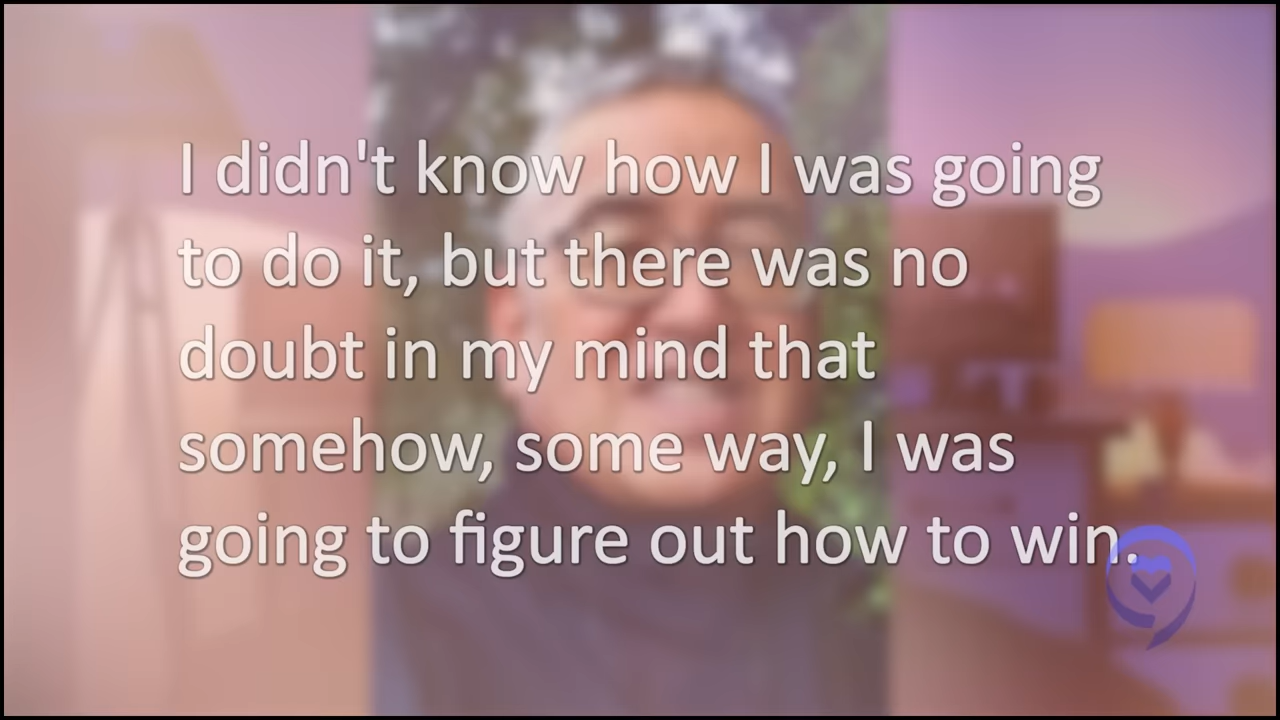 I didn't know how I was going
to do it, but there was no
doubt in my mind that
somehow, some way, I was
going to figure out how to win.